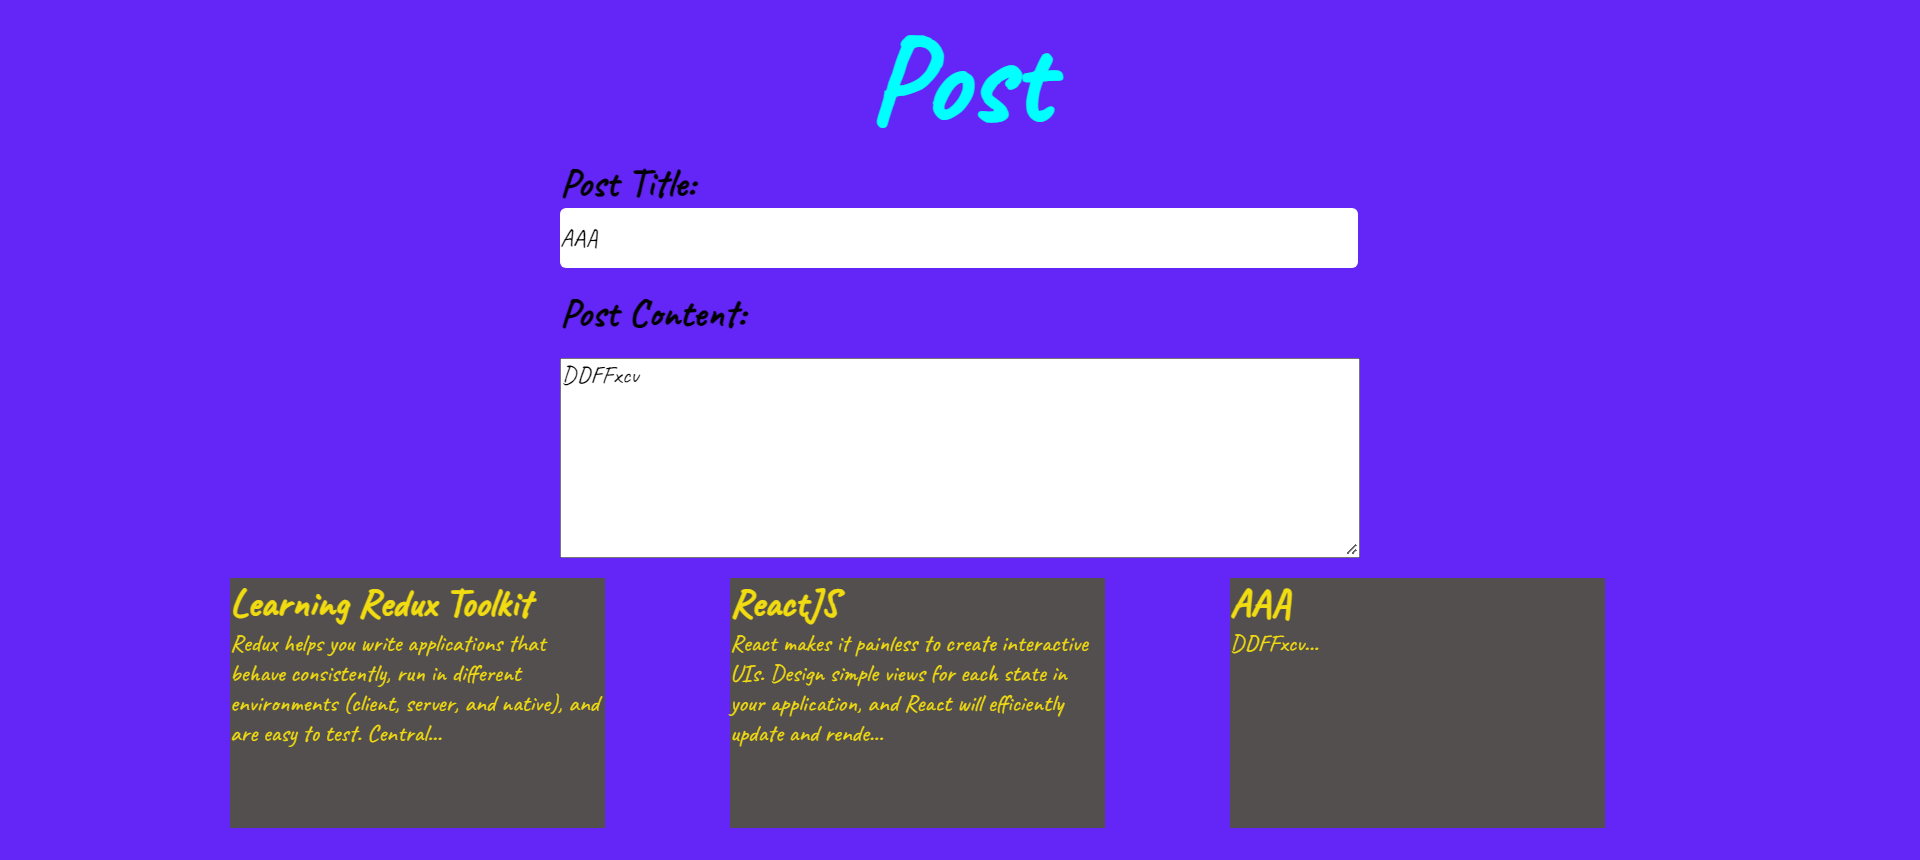 Post
Post Title:
AAA
Post Content:
DDFFxcv
Learning Redux Toolkit
Redux helps you write applications that
behave consistently, run in different
environments (client, server, and native), and
are easy to test. Central...
ReactJS
React makes it painless to create interactive
UIs. Design simple views for each state in
your application, and React will efficiently
update and rende...
AAA
DDFFxcv...